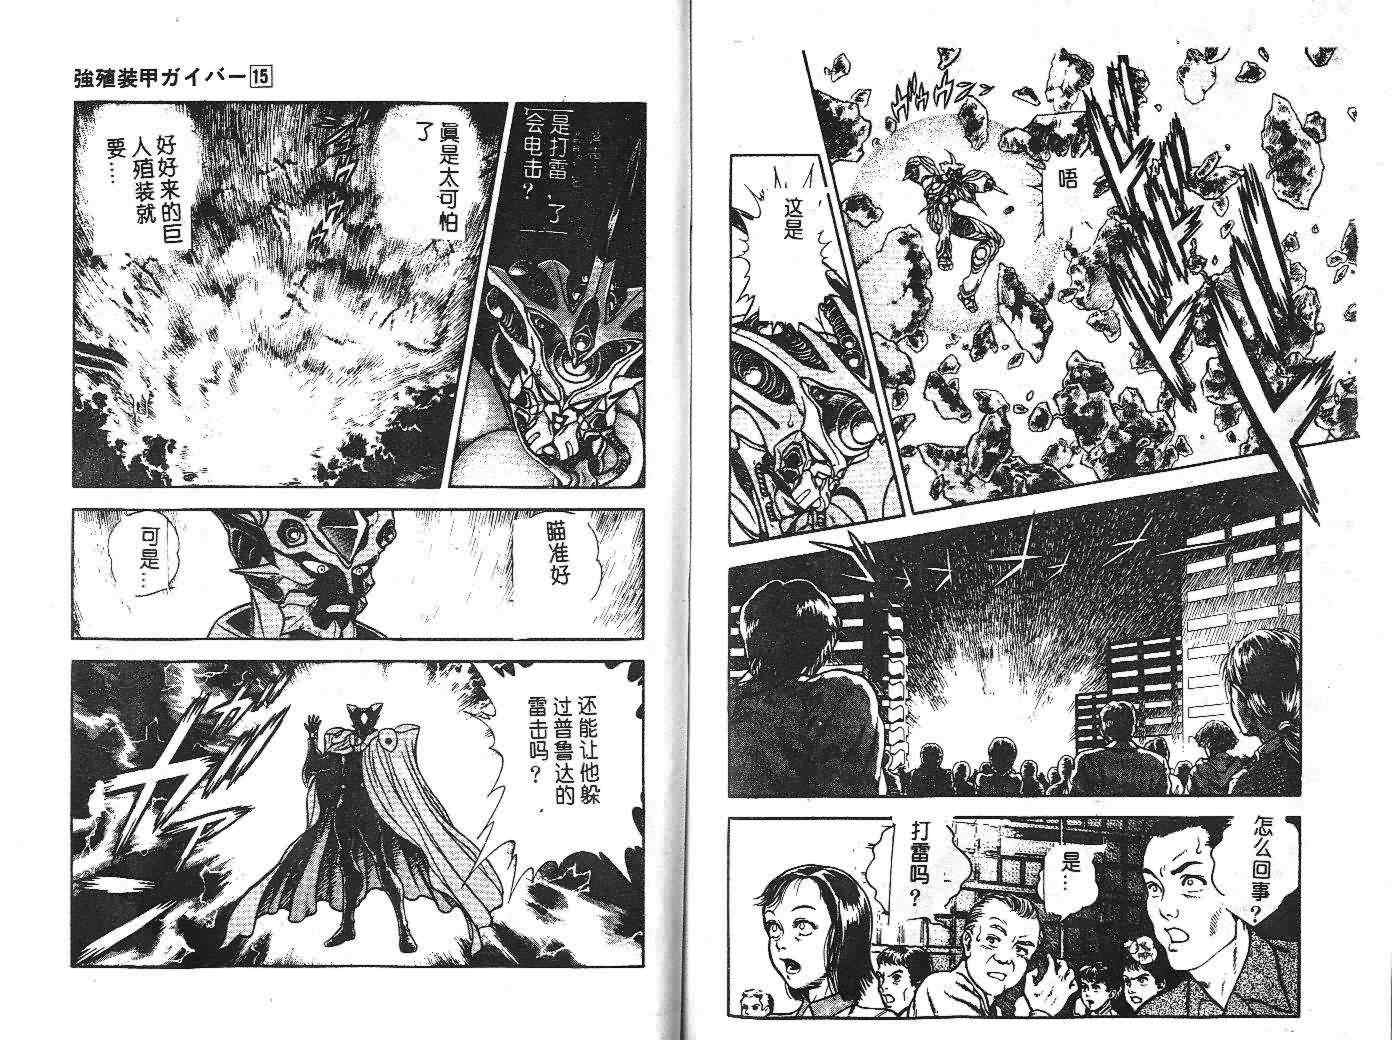 唔
这是
怎么回事?
是…
打雷吗?
強殖装甲ガイバー15
是打雷了
会电击?
眞是太可怕
了
好好来的巨
人殖装就
要…
瞄准好
可是…
还能让他躲
过普鲁达的
雷击吗?